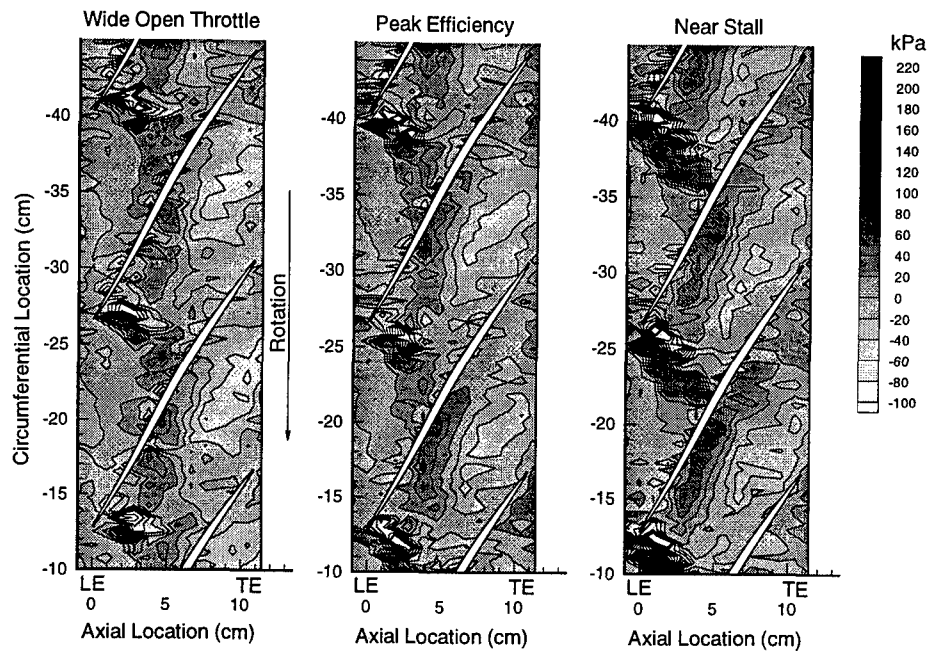 Wide Open Throttle
Peak Efficiency
Near Stall
kPa
220
200
180
160
140
120
100
80
60
40
20
0
-20
-40
-60
-80
-100
Circumferential Location (cm)
-40
-35
-30
-25
-20
-15
-10
Rotation
-40
-35
-30
-25
-20
-15
-10
-40
-35
-30
-25
-20
-15
-10
LE TE
0 5 10
Axial Location (cm)
LE TE
0 5 10
Axial Location (cm)
LE TE
0 5 10
Axial Location (cm)